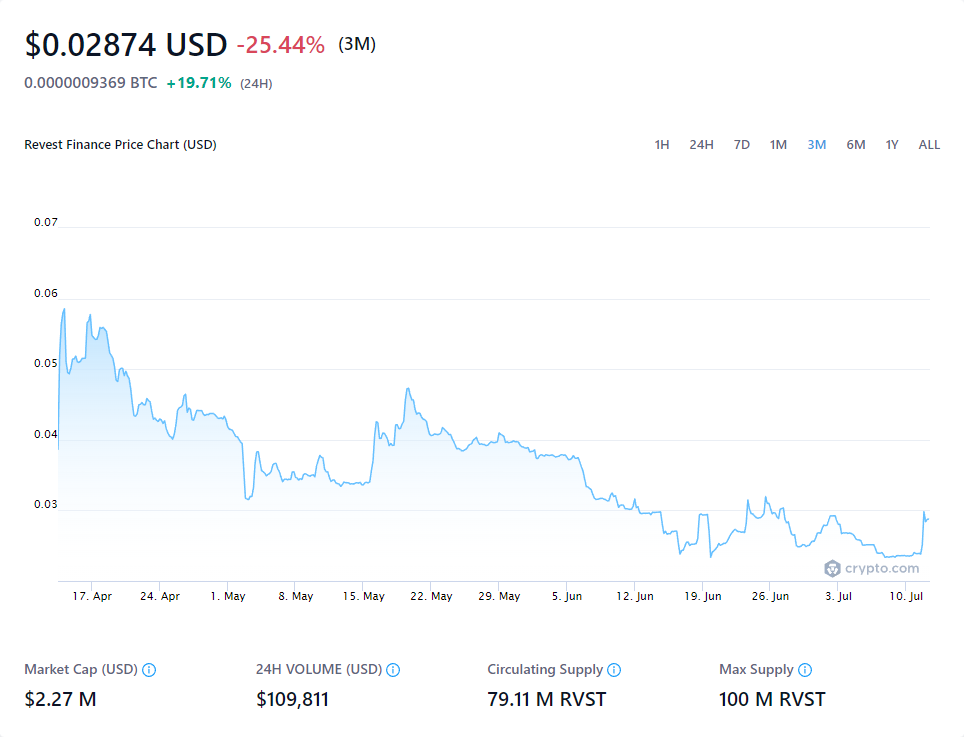 $0.02874 USD -25.44% (3M)
0.0000009369 BTC +19.71% (24H)
Revest Finance Price Chart (USD)
1H 24H 7D 1M 3M 6M 1Y ALL
0.07
0.06
0.05
0.04
0.03
crypto.com
17. Apr 24. Apr 1. May 8. May 15. May 22. May 29. May 5. Jun 12. Jun 19. Jun 26. Jun 3. Jul 10. Jul
Market Cap (USD) 24H VOLUME (USD) Circulating Supply Max Supply
$2.27 M $109,811 79.11 M RVST 100 M RVST